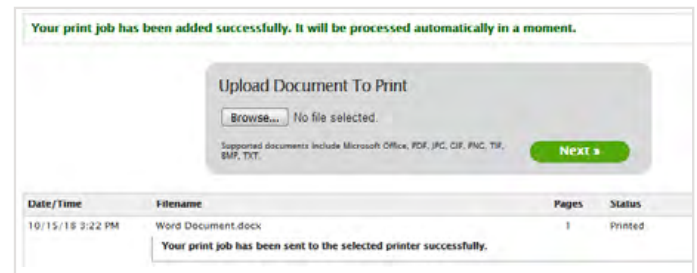 Your print job has been added successfully. It will be processed automatically in a moment.
Upload Document To Print
Browse... No file selected.
Supported documents include Microsoft Office, PDF, JPG, GIF, PNG, TIF,
BMP, TXT.
Next »
Date/Time Filename Pages Status
10/15/18 3:22 PM Word Document.docx 1 Printed
Your print job has been sent to the selected printer successfully.